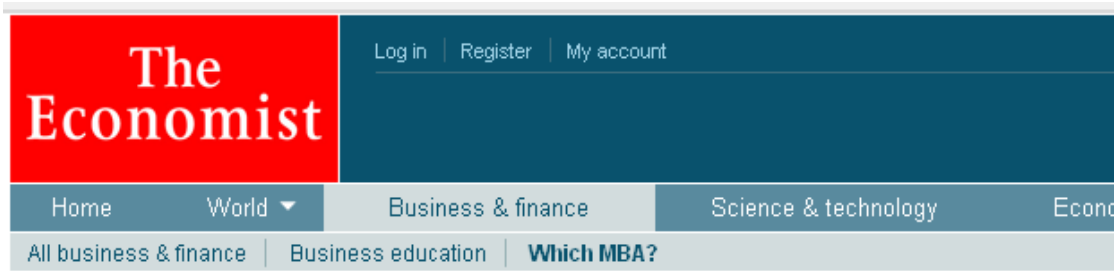 The
Economist
Log in Register My account
Home World Business & finance Science & technology
All business & finance Business education Which MBA?